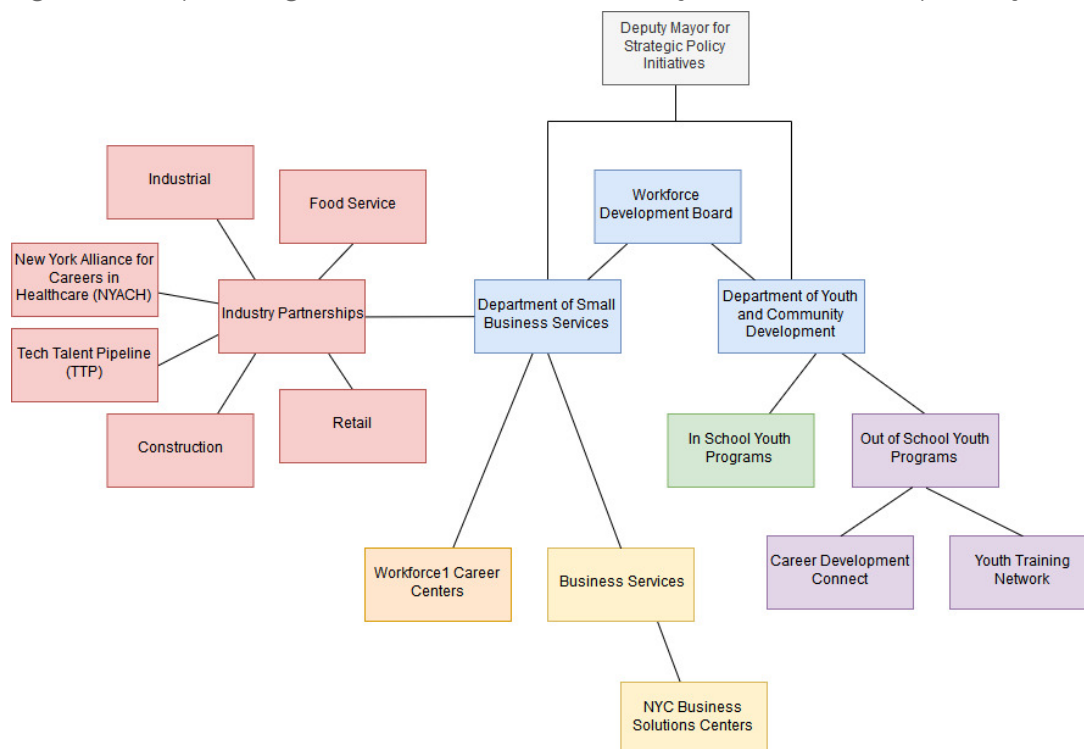 Deputy Mayor for
Strategic Policy
Initiatives
Workforce
Development Board
Industrial
Food Service
New York Alliance for
Careers in
Healthcare (NYACH)
Industry Partnerships
Department of Small
Business Services
Department of Youth
and Community
Development
Tech Talent Pipeline
(TTP)
Construction
Retail
In School Youth
Programs
Out of School Youth
Programs
Workforce1 Career
Centers
Business Services
Career Development
Connect
Youth Training
Network
NYC Business
Solutions Centers